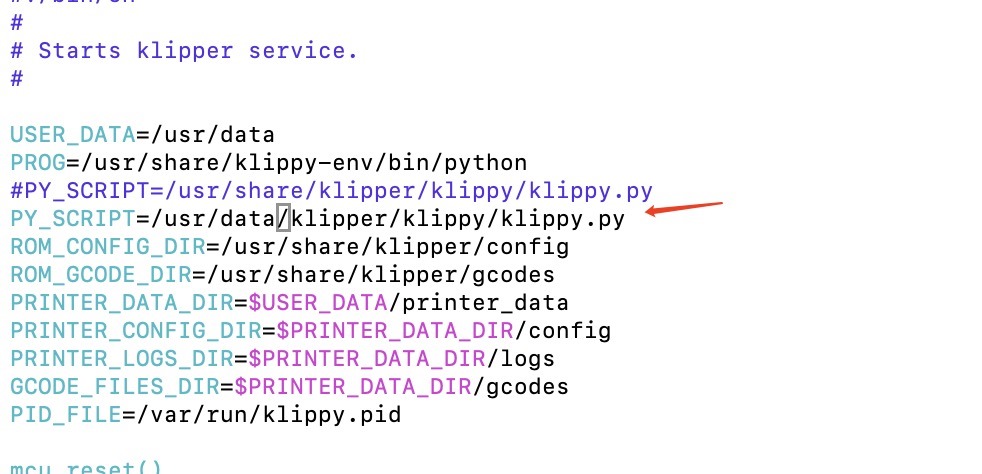 #
# Starts klipper service.
#
USER_DATA=/usr/data
PROG=/usr/share/klippy-env/bin/python
#PY_SCRIPT=/usr/share/klipper/klippy/klippy.py
PY_SCRIPT=/usr/data/klipper/klippy/klippy.py
ROM_CONFIG_DIR=/usr/share/klipper/config
ROM_GCODE_DIR=/usr/share/klipper/gcodes
PRINTER_DATA_DIR=$USER_DATA/printer_data
PRINTER_CONFIG_DIR=$PRINTER_DATA_DIR/config
PRINTER_LOGS_DIR=$PRINTER_DATA_DIR/logs
GCODE_FILES_DIR=$PRINTER_DATA_DIR/gcodes
PID_FILE=/var/run/klippy.pid
mcu_reset()